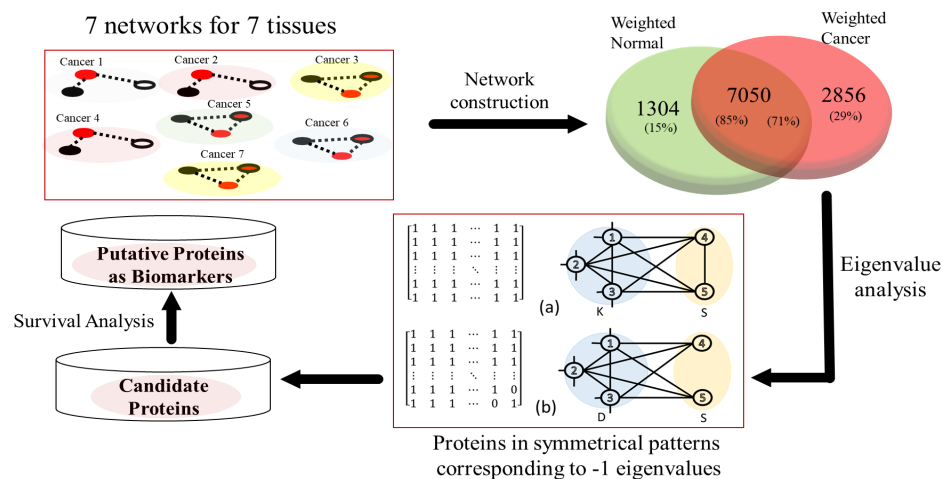 7 networks for 7 tissues
Cancer 1
Cancer 2
Cancer 3
Cancer 4
Cancer 5
Cancer 6
Cancer 7
Network
construction
Weighted
Normal
Weighted
Cancer
1304
(15%)
7050
(85%) (71%)
2856
(29%)
Eigenvalue
analysis
1 1 1 ⋯ 1 1
1 1 1 ⋯ 1 1
1 1 1 ⋯ 1 1
⋮ ⋮ ⋮ ⋱ ⋮ ⋮
1 1 1 ⋯ 1 1
1 1 1 ⋯ 1 1
(a)
1
2
3
4
5
K S
1 1 1 ⋯ 1 1
1 1 1 ⋯ 1 1
1 1 1 ⋯ 1 1
⋮ ⋮ ⋮ ⋱ ⋮ ⋮
1 1 1 ⋯ 1 0
1 1 1 ⋯ 0 1
(b)
1
2
3
4
5
D S
Proteins in symmetrical patterns
corresponding to -1 eigenvalues
Candidate
Proteins
Survival Analysis
Putative Proteins
as Biomarkers